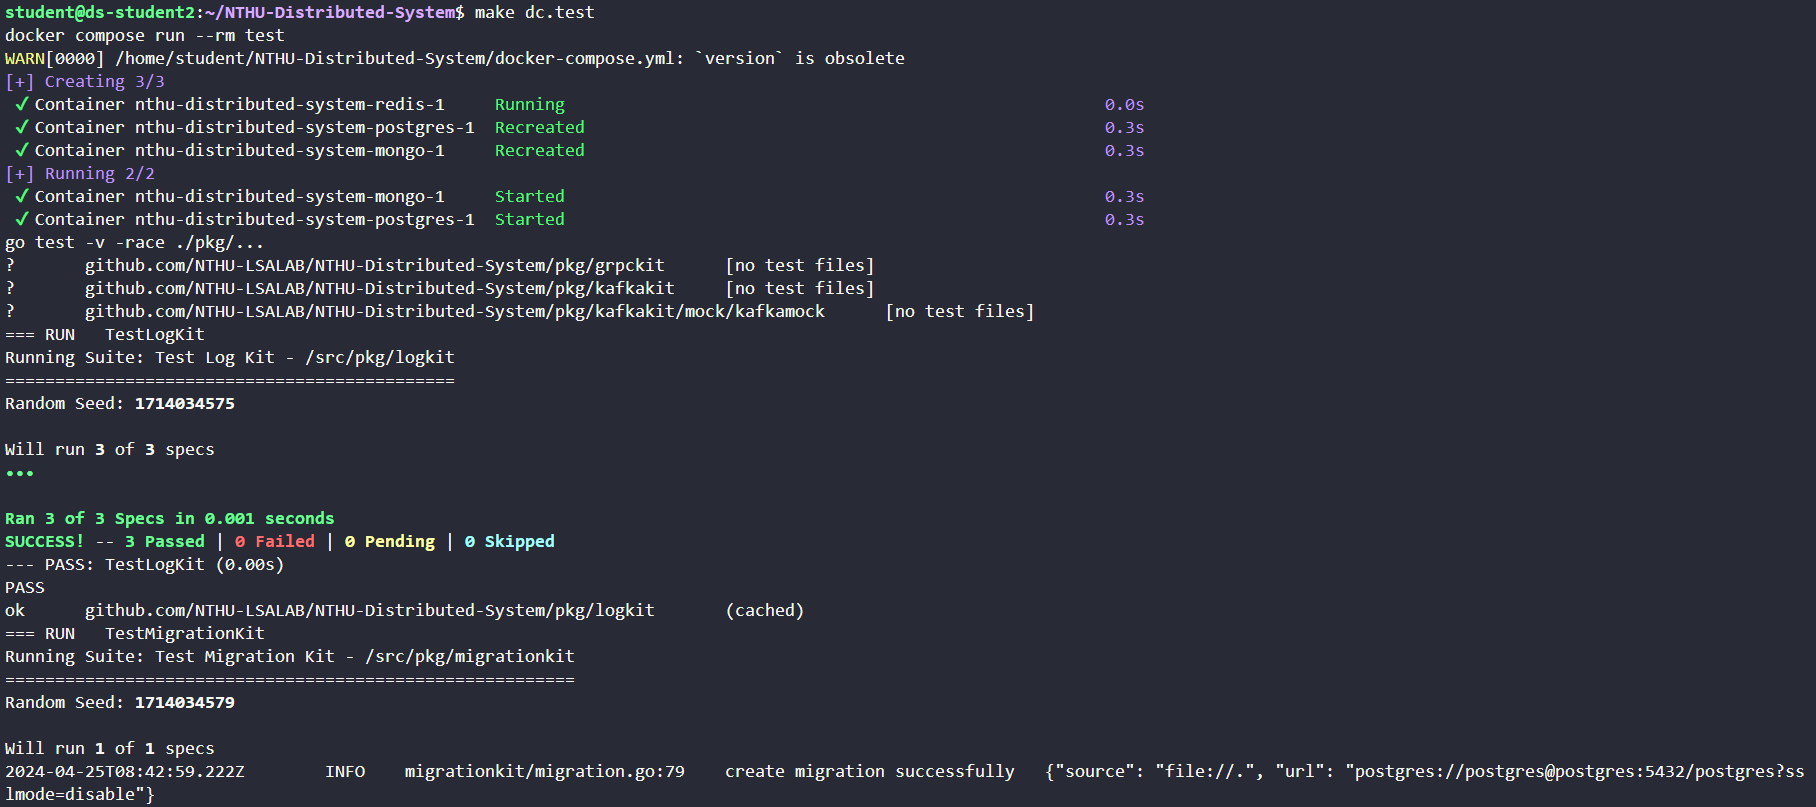 student@ds-student2:~/NTHU-Distributed-System$ make dc.test
docker compose run --rm test
WARN[0000] /home/student/NTHU-Distributed-System/docker-compose.yml: `version` is obsolete
[+] Creating 3/3
✓ Container nthu-distributed-system-redis-1 Running 0.0s
✓ Container nthu-distributed-system-postgres-1 Recreated 0.3s
✓ Container nthu-distributed-system-mongo-1 Recreated 0.3s
[+] Running 2/2
✓ Container nthu-distributed-system-mongo-1 Started 0.3s
✓ Container nthu-distributed-system-postgres-1 Started 0.3s
go test -v -race ./pkg/...
? github.com/NTHU-LSALAB/NTHU-Distributed-System/pkg/grpckit [no test files]
? github.com/NTHU-LSALAB/NTHU-Distributed-System/pkg/kafkakit [no test files]
? github.com/NTHU-LSALAB/NTHU-Distributed-System/pkg/kafkakit/mock/kafkamock [no test files]
=== RUN TestLogKit
Running Suite: Test Log Kit - /src/pkg/logkit
=============================================
Random Seed: 1714034575
Will run 3 of 3 specs
•••
Ran 3 of 3 Specs in 0.001 seconds
SUCCESS! -- 3 Passed | 0 Failed | 0 Pending | 0 Skipped
--- PASS: TestLogKit (0.00s)
PASS
ok github.com/NTHU-LSALAB/NTHU-Distributed-System/pkg/logkit (cached)
=== RUN TestMigrationKit
Running Suite: Test Migration Kit - /src/pkg/migrationkit
=========================================================
Random Seed: 1714034579
Will run 1 of 1 specs
2024-04-25T08:42:59.222Z INFO migrationkit/migration.go:79 create migration successfully {"source": "file://.", "url": "postgres://postgres@postgres:5432/postgres?ss
lmode=disable"}